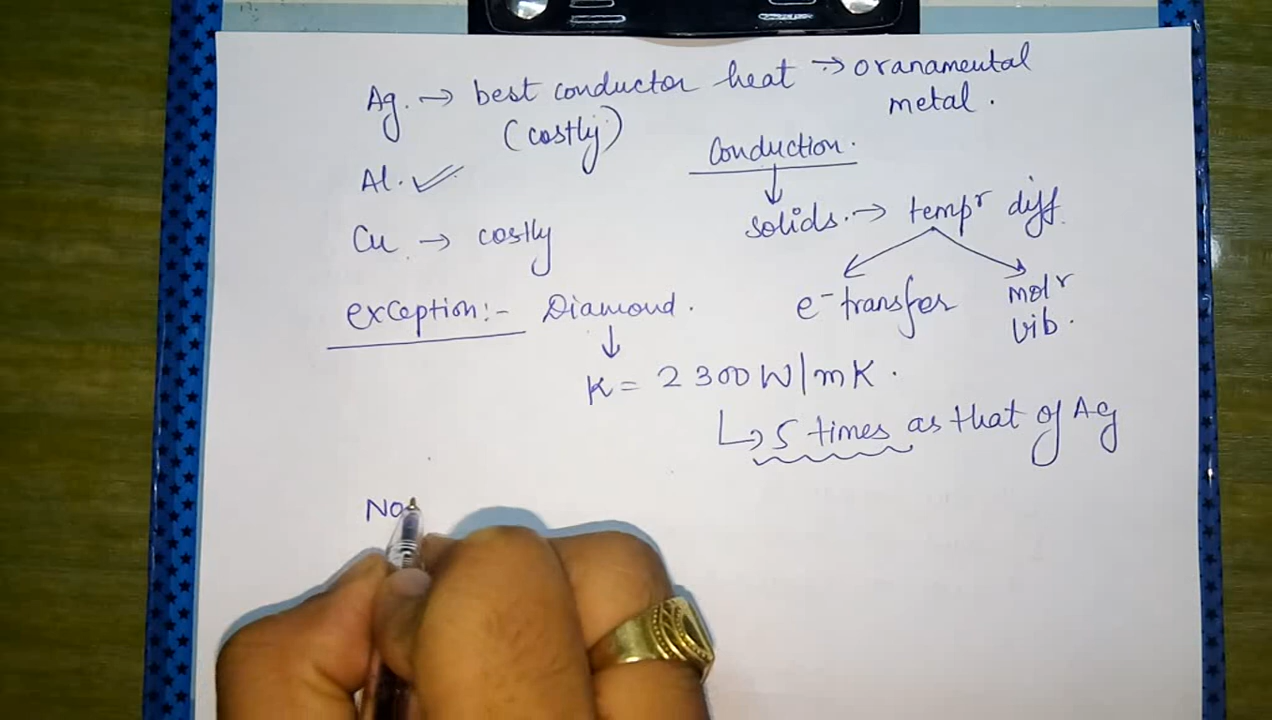 Ag. → best conductor heat → oranamental
metal.
(costly)
Al. ✓
Cu. → costly
Conduction.
↓
solids. → tempr diff.
e⁻ transfer
molr
vib.
exception:- Diamond.
↓
K = 2300 W/mK.
↳ 5 times as that of Ag
No